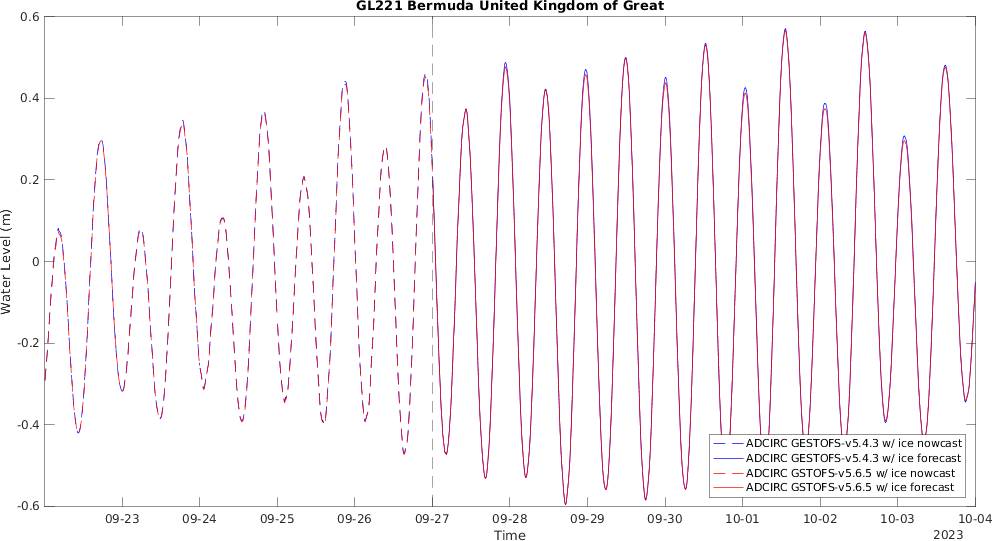 GL221 Bermuda United Kingdom of Great
0.6
0.4
0.2
0
-0.2
-0.4
-0.6
Water Level (m)
ADCIRC GESTOFS-v5.4.3 w/ ice nowcast
ADCIRC GESTOFS-v5.4.3 w/ ice forecast
ADCIRC GSTOFS-v5.6.5 w/ ice nowcast
ADCIRC GSTOFS-v5.6.5 w/ ice forecast
09-23 09-24 09-25 09-26 09-27 09-28 09-29 09-30 10-01 10-02 10-03 10-04
Time
2023